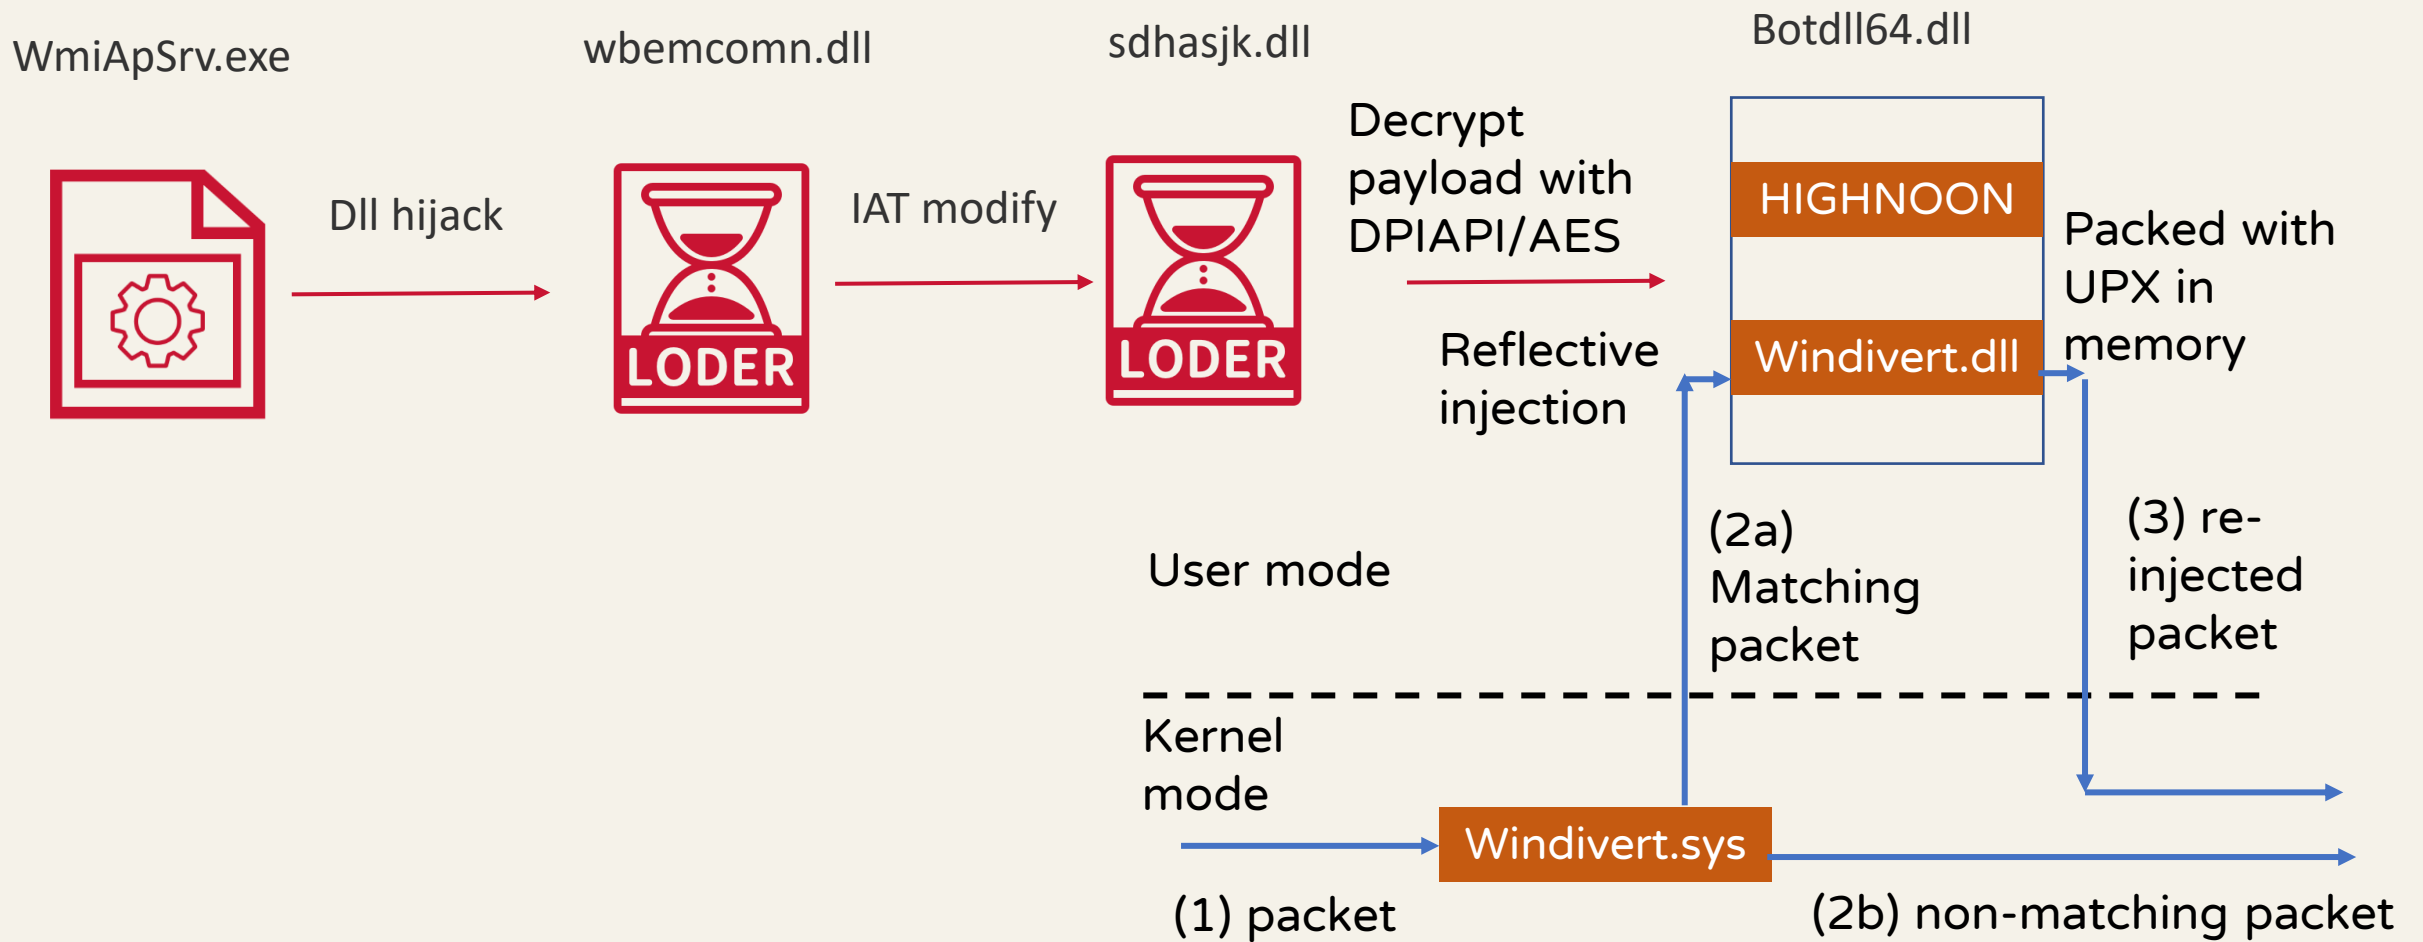 WmiApSrv.exe
wbemcomn.dll
sdhasjk.dll
Botdll64.dll
Dll hijack
LODER
IAT modify
LODER
Decrypt
payload with
DPIAPI/AES
Reflective
injection
HIGHNOON
Windivert.dll
Packed with
UPX in
memory
User mode
(2a)
Matching
packet
(3) re-
injected
packet
Kernel
mode
Windivert.sys
(1) packet
(2b) non-matching packet